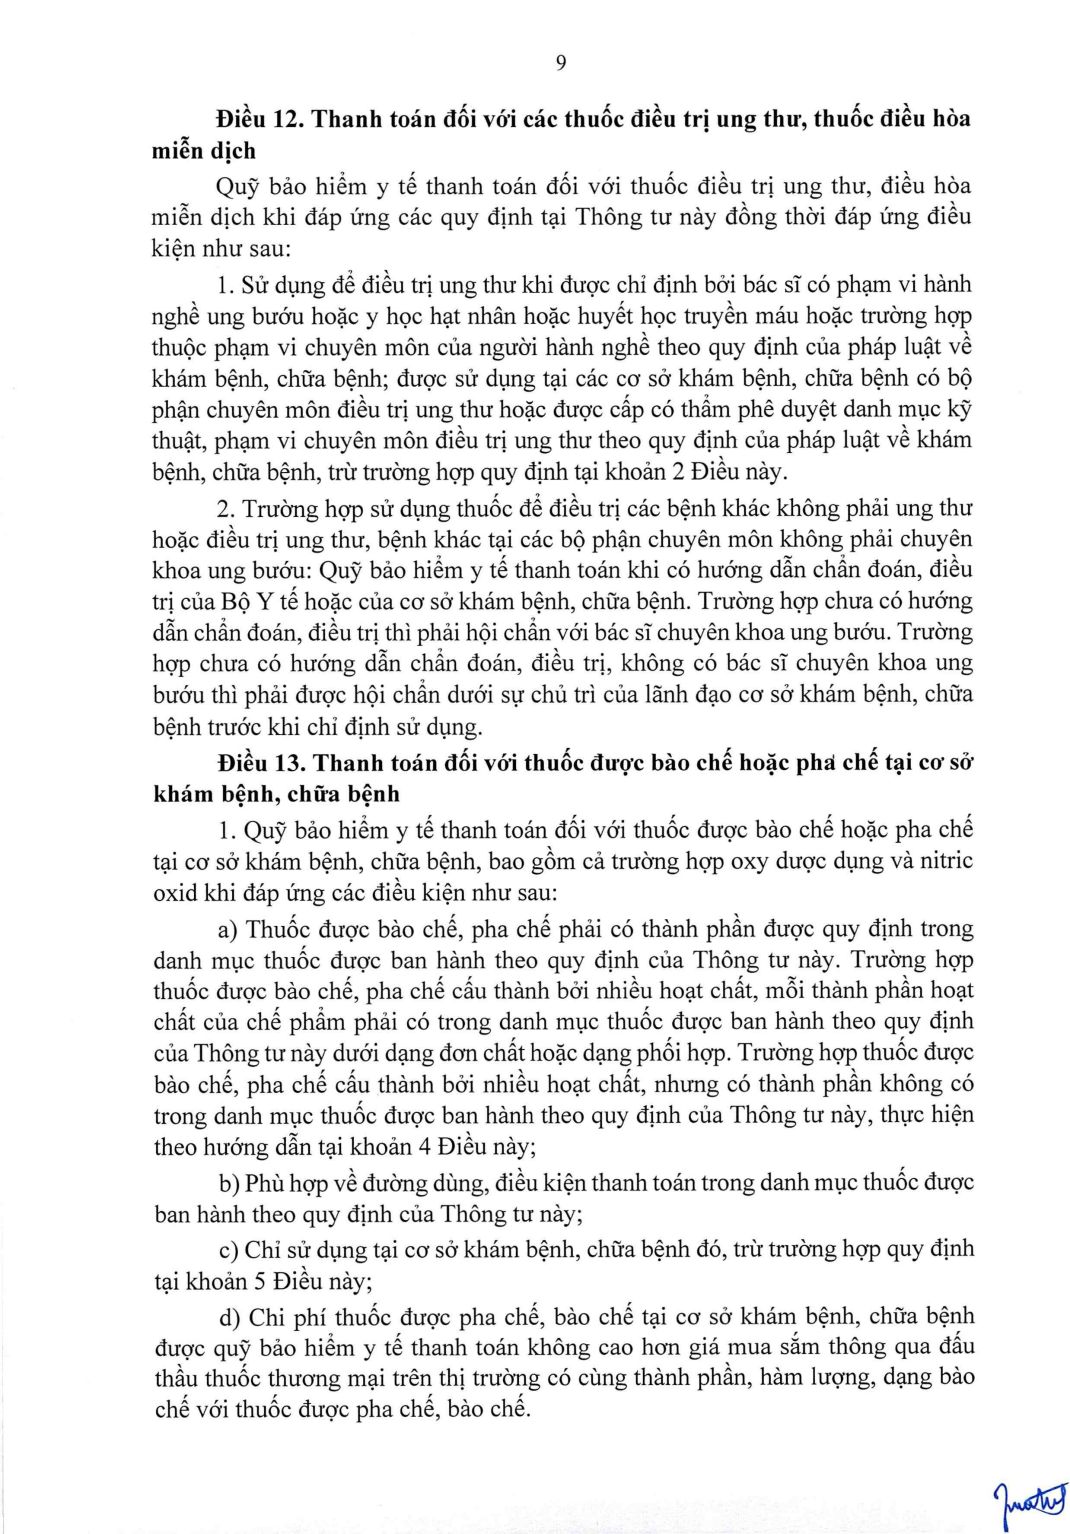 9
Điều 12. Thanh toán đối với các thuốc điều trị ung thư, thuốc điều hòa
miễn dịch
Quỹ bảo hiểm y tế thanh toán đối với thuốc điều trị ung thư, điều hòa
miễn dịch khi đáp ứng các quy định tại Thông tư này đồng thời đáp ứng điều
kiện như sau:
1. Sử dụng để điều trị ung thư khi được chỉ định bởi bác sĩ có phạm vi hành
nghề ung bướu hoặc y học hạt nhân hoặc huyết học truyền máu hoặc trường hợp
thuộc phạm vi chuyên môn của người hành nghề theo quy định của pháp luật về
khám bệnh, chữa bệnh; được sử dụng tại các cơ sở khám bệnh, chữa bệnh có bộ
phận chuyên môn điều trị ung thư hoặc được cấp có thẩm phê duyệt danh mục kỹ
thuật, phạm vi chuyên môn điều trị ung thư theo quy định của pháp luật về khám
bệnh, chữa bệnh, trừ trường hợp quy định tại khoản 2 Điều này.
2. Trường hợp sử dụng thuốc để điều trị các bệnh khác không phải ung thư
hoặc điều trị ung thư, bệnh khác tại các bộ phận chuyên môn không phải chuyên
khoa ung bướu: Quỹ bảo hiểm y tế thanh toán khi có hướng dẫn chẩn đoán, điều
trị của Bộ Y tế hoặc của cơ sở khám bệnh, chữa bệnh. Trường hợp chưa có hướng
dẫn chẩn đoán, điều trị thì phải hội chẩn với bác sĩ chuyên khoa ung bướu. Trường
hợp chưa có hướng dẫn chẩn đoán, điều trị, không có bác sĩ chuyên khoa ung
bướu thì phải được hội chẩn dưới sự chủ trì của lãnh đạo cơ sở khám bệnh, chữa
bệnh trước khi chỉ định sử dụng.
Điều 13. Thanh toán đối với thuốc được bào chế hoặc pha chế tại cơ sở
khám bệnh, chữa bệnh
1. Quỹ bảo hiểm y tế thanh toán đối với thuốc được bào chế hoặc pha chế
tại cơ sở khám bệnh, chữa bệnh, bao gồm cả trường hợp oxy dược dụng và nitric
oxid khi đáp ứng các điều kiện như sau:
a) Thuốc được bào chế, pha chế phải có thành phần được quy định trong
danh mục thuốc được ban hành theo quy định của Thông tư này. Trường hợp
thuốc được bào chế, pha chế cấu thành bởi nhiều hoạt chất, mỗi thành phần hoạt
chất của chế phẩm phải có trong danh mục thuốc được ban hành theo quy định
của Thông tư này dưới dạng đơn chất hoặc dạng phối hợp. Trường hợp thuốc được
bào chế, pha chế cấu thành bởi nhiều hoạt chất, nhưng có thành phần không có
trong danh mục thuốc được ban hành theo quy định của Thông tư này, thực hiện
theo hướng dẫn tại khoản 4 Điều này;
b) Phù hợp về đường dùng, điều kiện thanh toán trong danh mục thuốc được
ban hành theo quy định của Thông tư này;
c) Chỉ sử dụng tại cơ sở khám bệnh, chữa bệnh đó, trừ trường hợp quy định
tại khoản 5 Điều này;
d) Chi phí thuốc được pha chế, bào chế tại cơ sở khám bệnh, chữa bệnh
được quỹ bảo hiểm y tế thanh toán không cao hơn giá mua sắm thông qua đấu
thầu thuốc thương mại trên thị trường có cùng thành phần, hàm lượng, dạng bào
chế với thuốc được pha chế, bào chế.